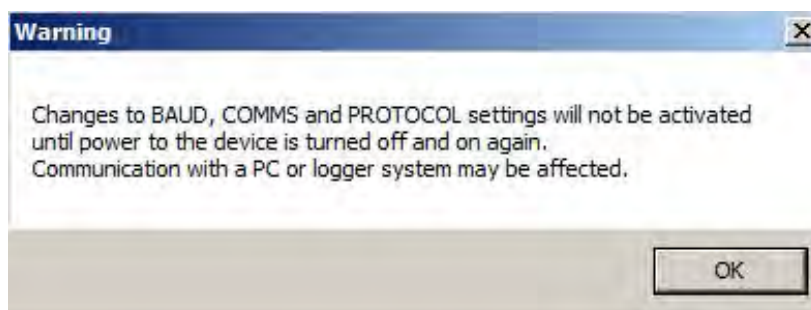 Warning
Changes to BAUD, COMMS and PROTOCOL settings will not be activated
until power to the device is turned off and on again.
Communication with a PC or logger system may be affected.
OK